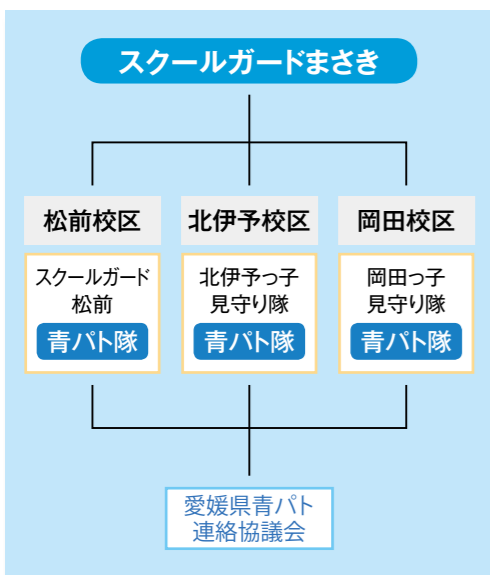 スクールガードまさき
松前校区
スクールガード
松前
青パト隊
北伊予校区
北伊予っ子
見守り隊
青パト隊
岡田校区
岡田っ子
見守り隊
青パト隊
愛媛県青パト
連絡協議会